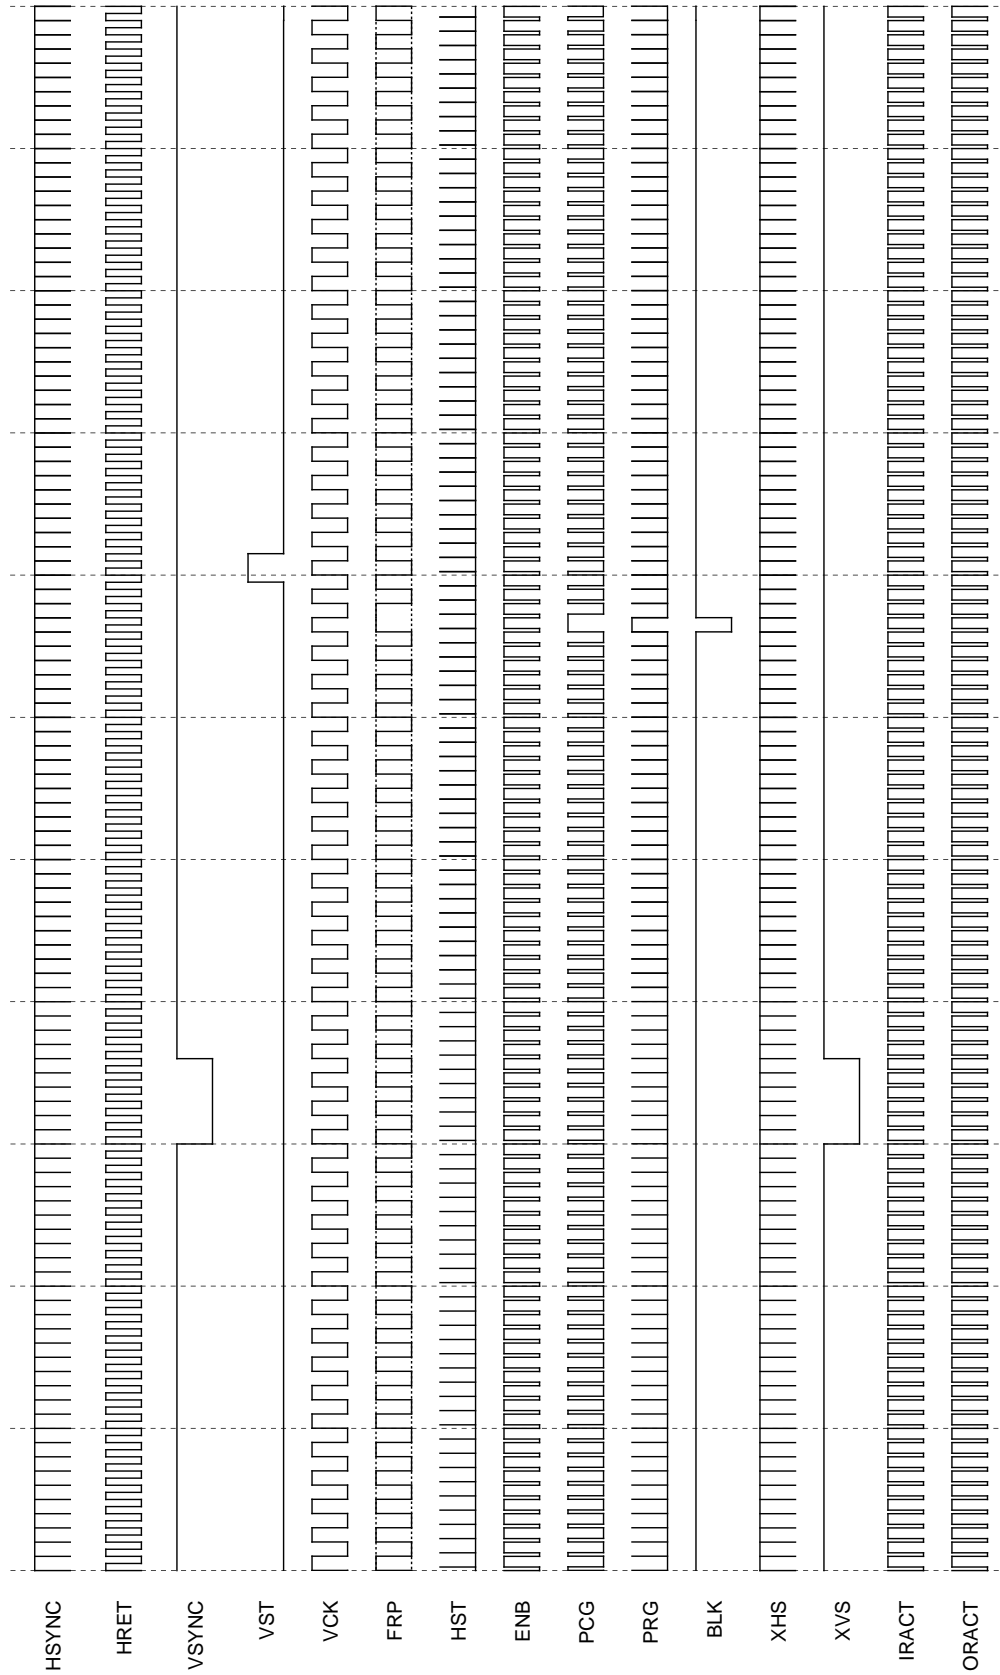 HSYNC
HRET
VSYNC
VST
VCK
FRP
HST
ENB
PCG
PRG
BLK
XHS
XVS
IRACT
ORACT